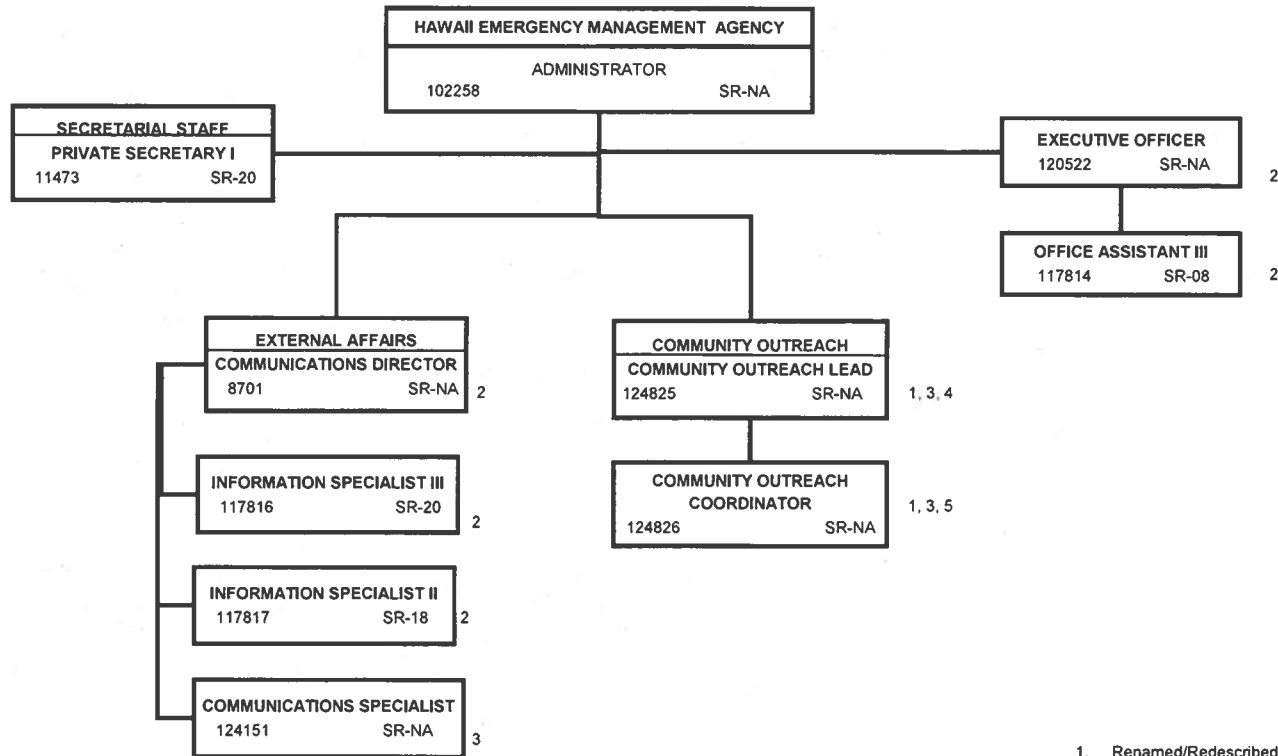 HAWAII EMERGENCY MANAGEMENT AGENCY
ADMINISTRATOR
102258 SR-NA
SECRETARIAL STAFF
PRIVATE SECRETARY I
11473 SR-20
EXECUTIVE OFFICER
120522 SR-NA
2
OFFICE ASSISTANT III
117814 SR-08
2
EXTERNAL AFFAIRS
COMMUNICATIONS DIRECTOR
8701 SR-NA
2
INFORMATION SPECIALIST III
117816 SR-20
2
INFORMATION SPECIALIST II
117817 SR-18
2
COMMUNICATIONS SPECIALIST
124151 SR-NA
3
COMMUNITY OUTREACH
COMMUNITY OUTREACH LEAD
124825 SR-NA
1, 3, 4
COMMUNITY OUTREACH
COORDINATOR
124826 SR-NA
1, 3, 5
1. Renamed/Redescribed